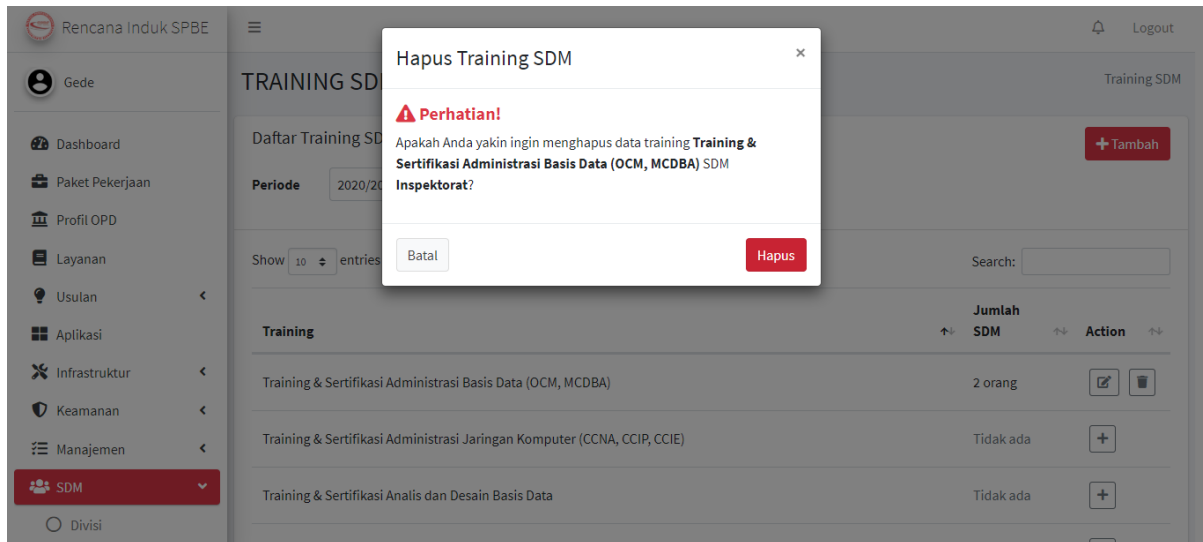 Rencana Induk SPBE
Logout
Gede
TRAINING SD
Training SDM
Hapus Training SDM
×
Perhatian!
Apakah Anda yakin ingin menghapus data training Training &
Sertifikasi Administrasi Basis Data (OCM, MCDBA) SDM
Inspektorat?
Batal
Hapus
Dashboard
Paket Pekerjaan
Profil OPD
Layanan
Usulan
Aplikasi
Infrastruktur
Keamanan
Manajemen
SDM
Divisi
Daftar Training SD
+ Tambah
Periode 2020/20
Show 10 entries
Search:
Training
Jumlah
SDM
Action
Training & Sertifikasi Administrasi Basis Data (OCM, MCDBA) 2 orang
Training & Sertifikasi Administrasi Jaringan Komputer (CCNA, CCIP, CCIE) Tidak ada +
Training & Sertifikasi Analis dan Desain Basis Data Tidak ada +